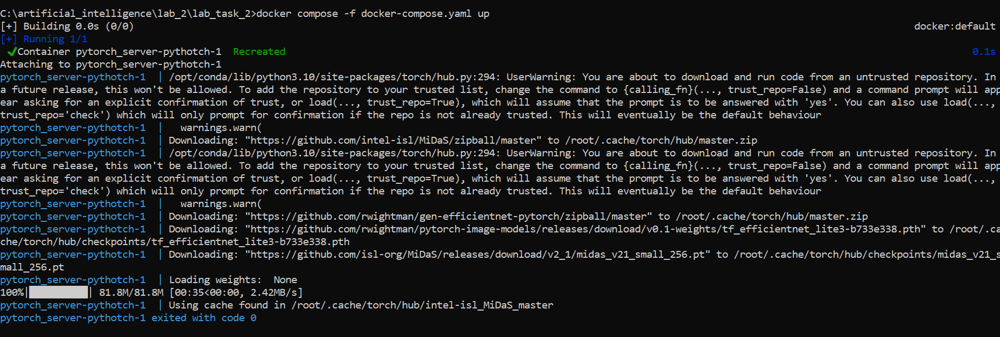 C:\artificial_intelligence\lab_2\lab_task_2>docker compose -f docker-compose.yaml up
[+] Building 0.0s (0/0) docker:default
[+] Running 1/1
✔Container pytorch_server-pythotch-1 Recreated 0.1s
Attaching to pytorch_server-pythotch-1
pytorch_server-pythotch-1 | /opt/conda/lib/python3.10/site-packages/torch/hub.py:294: UserWarning: You are about to download and run code from an untrusted repository. In
a future release, this won't be allowed. To add the repository to your trusted list, change the command to {calling_fn}(..., trust_repo=False) and a command prompt will app
ear asking for an explicit confirmation of trust, or load(..., trust_repo=True), which will assume that the prompt is to be answered with 'yes'. You can also use load(...,
trust_repo='check') which will only prompt for confirmation if the repo is not already trusted. This will eventually be the default behaviour
pytorch_server-pythotch-1 | warnings.warn(
pytorch_server-pythotch-1 | Downloading: "https://github.com/intel-isl/MiDaS/zipball/master" to /root/.cache/torch/hub/master.zip
pytorch_server-pythotch-1 | /opt/conda/lib/python3.10/site-packages/torch/hub.py:294: UserWarning: You are about to download and run code from an untrusted repository. In
a future release, this won't be allowed. To add the repository to your trusted list, change the command to {calling_fn}(..., trust_repo=False) and a command prompt will app
ear asking for an explicit confirmation of trust, or load(..., trust_repo=True), which will assume that the prompt is to be answered with 'yes'. You can also use load(...,
trust_repo='check') which will only prompt for confirmation if the repo is not already trusted. This will eventually be the default behaviour
pytorch_server-pythotch-1 | warnings.warn(
pytorch_server-pythotch-1 | Downloading: "https://github.com/rwightman/gen-efficientnet-pytorch/zipball/master" to /root/.cache/torch/hub/master.zip
pytorch_server-pythotch-1 | Downloading: "https://github.com/rwightman/pytorch-image-models/releases/download/v0.1-weights/tf_efficientnet_lite3-b733e338.pth" to /root/.ca
che/torch/hub/checkpoints/tf_efficientnet_lite3-b733e338.pth
pytorch_server-pythotch-1 | Downloading: "https://github.com/isl-org/MiDaS/releases/download/v2_1/midas_v21_small_256.pt" to /root/.cache/torch/hub/checkpoints/midas_v21_s
mall_256.pt
pytorch_server-pythotch-1 | Loading weights: None
100%|██████████| 81.8M/81.8M [00:35<00:00, 2.42MB/s]
pytorch_server-pythotch-1 | Using cache found in /root/.cache/torch/hub/intel-isl_MiDaS_master
pytorch_server-pythotch-1 exited with code 0